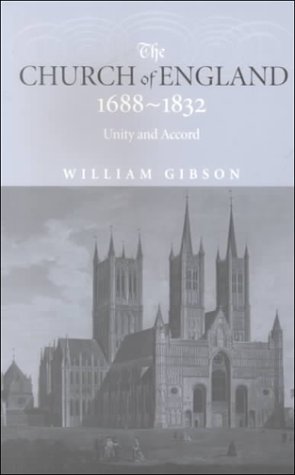 The
CHURCH of ENGLAND
1688~1832
Unity and Accord
WILLIAM GIBSON